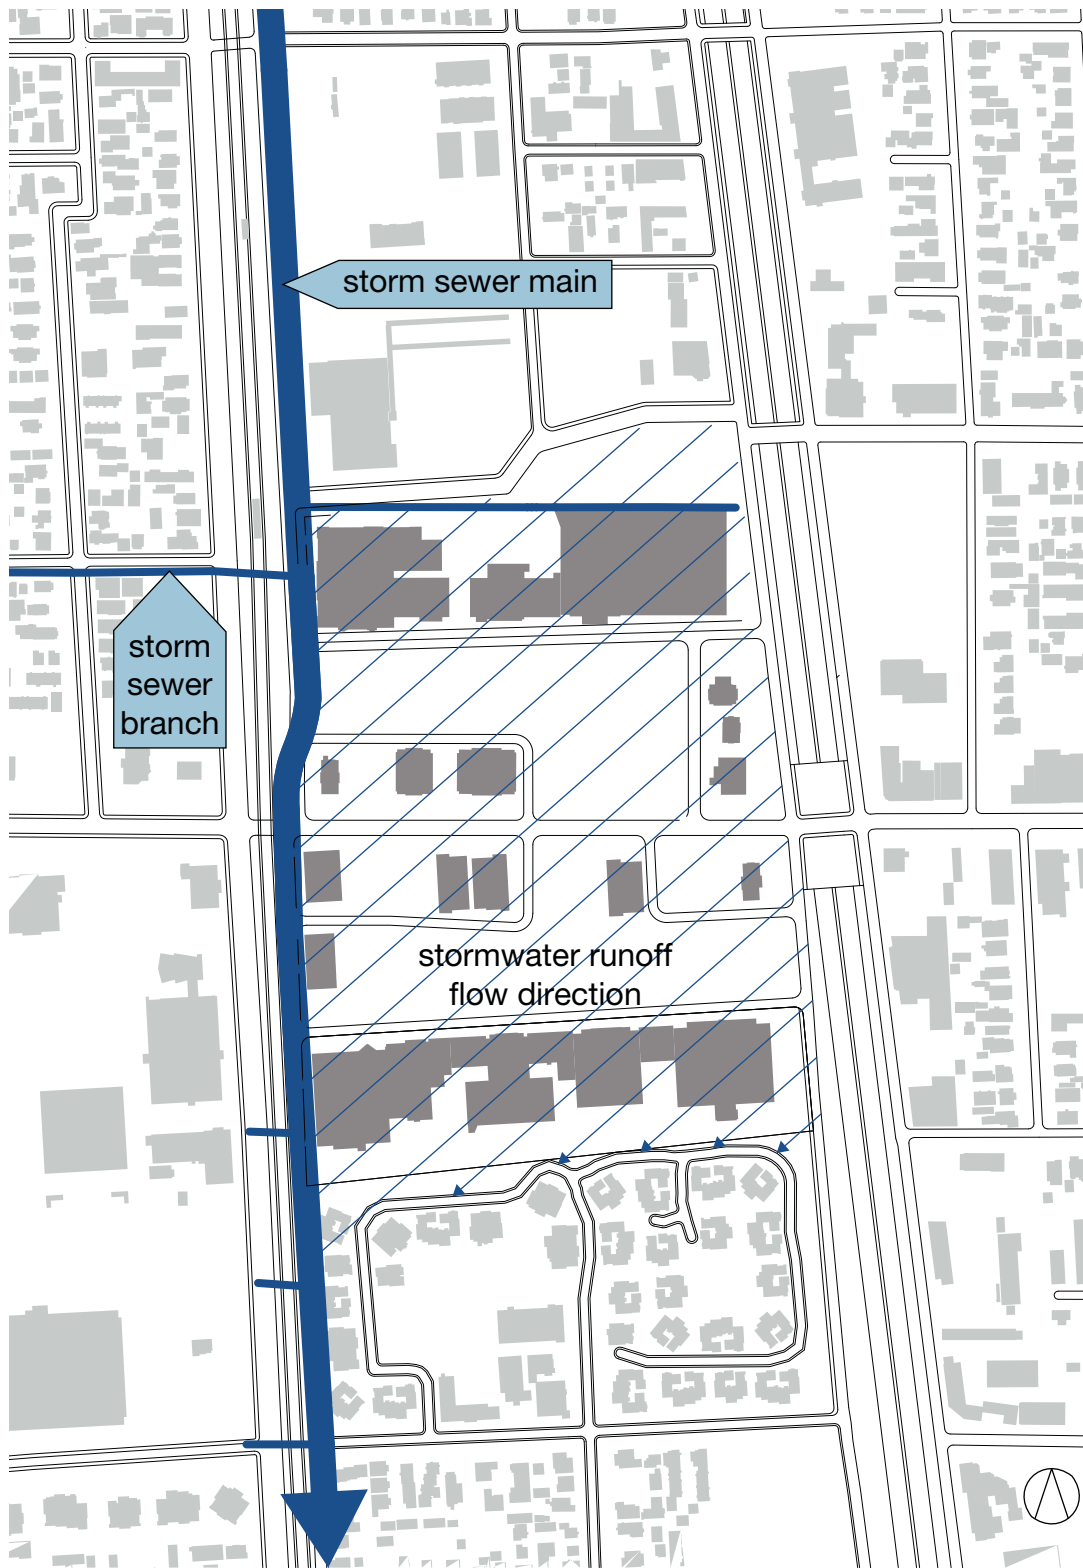 storm sewer main
storm
sewer
branch
stormwater runoff
flow direction